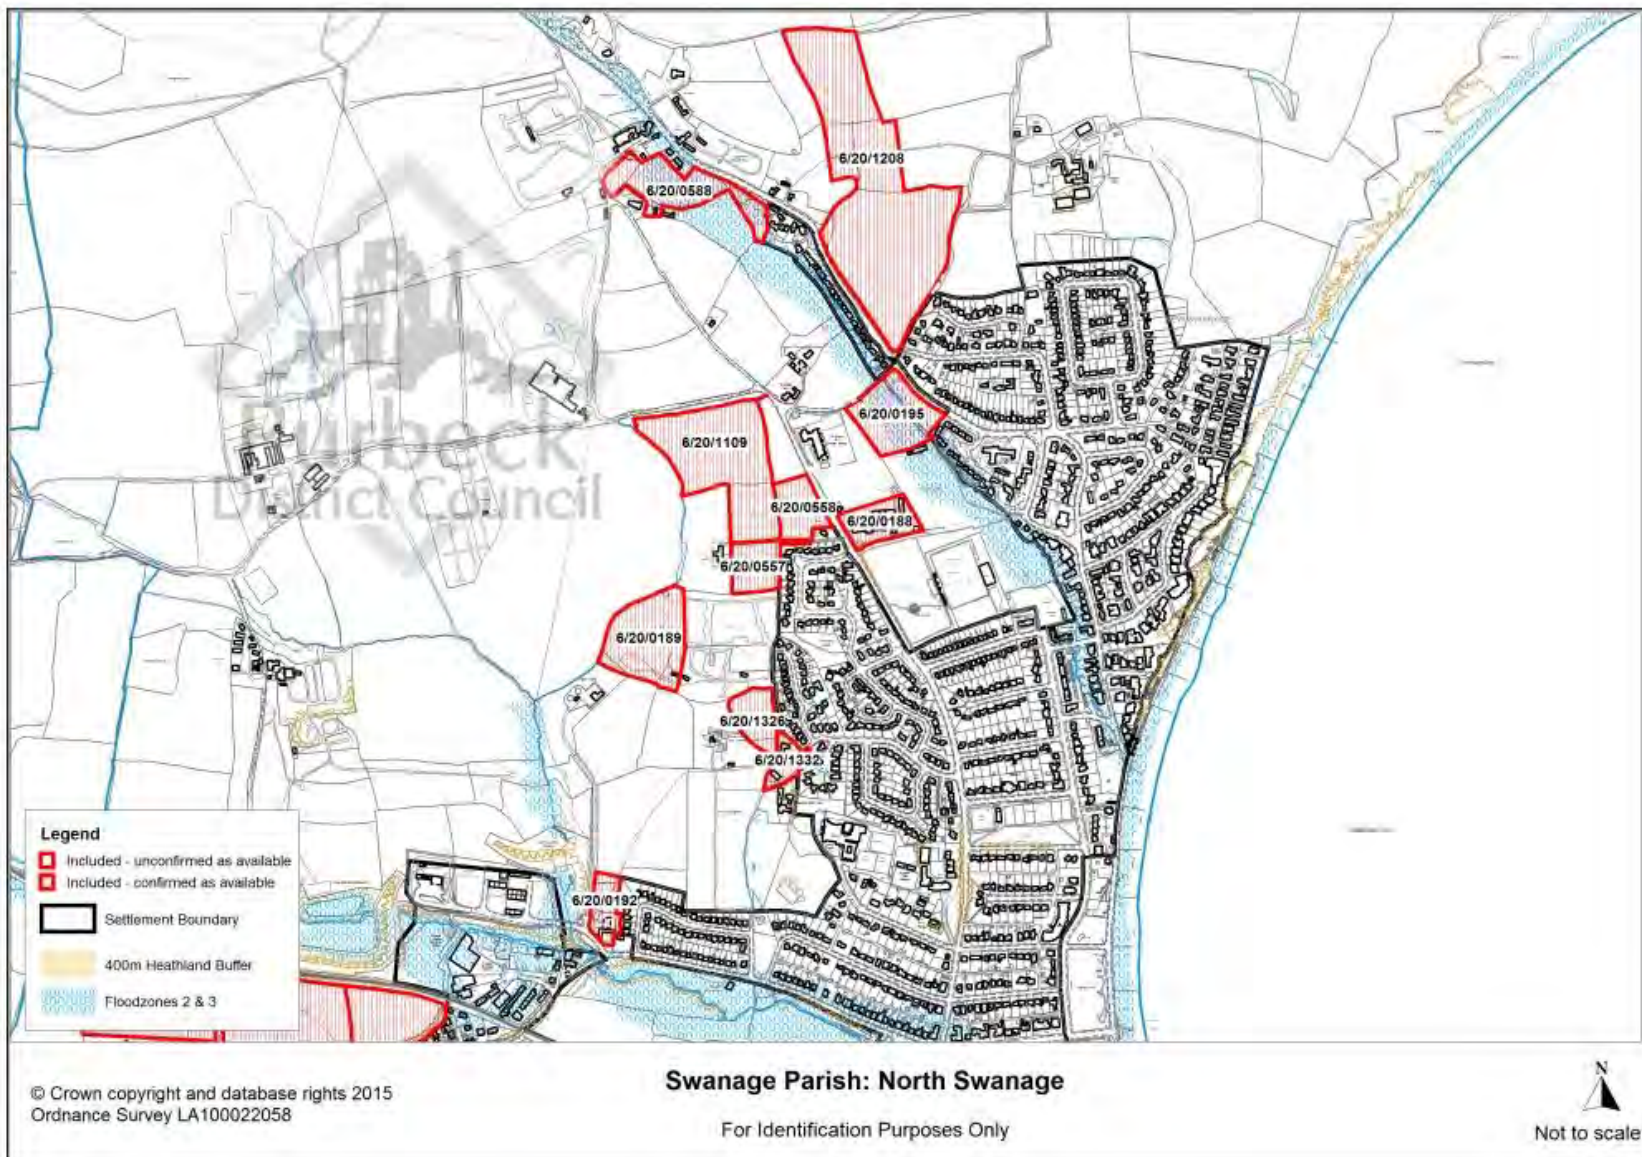 6/20/1208
6/20/0588
6/20/0195
6/20/1109
6/20/0558
6/20/0188
6/20/0557
6/20/0189
6/20/1326
6/20/1332
6/20/0192
Purbeck
District Council
Legend
Included - unconfirmed as available
Included - confirmed as available
Settlement Boundary
400m Heathland Buffer
Floodzones 2 & 3
© Crown copyright and database rights 2015
Ordnance Survey LA100022058
Swanage Parish: North Swanage
For Identification Purposes Only
N
Not to scale